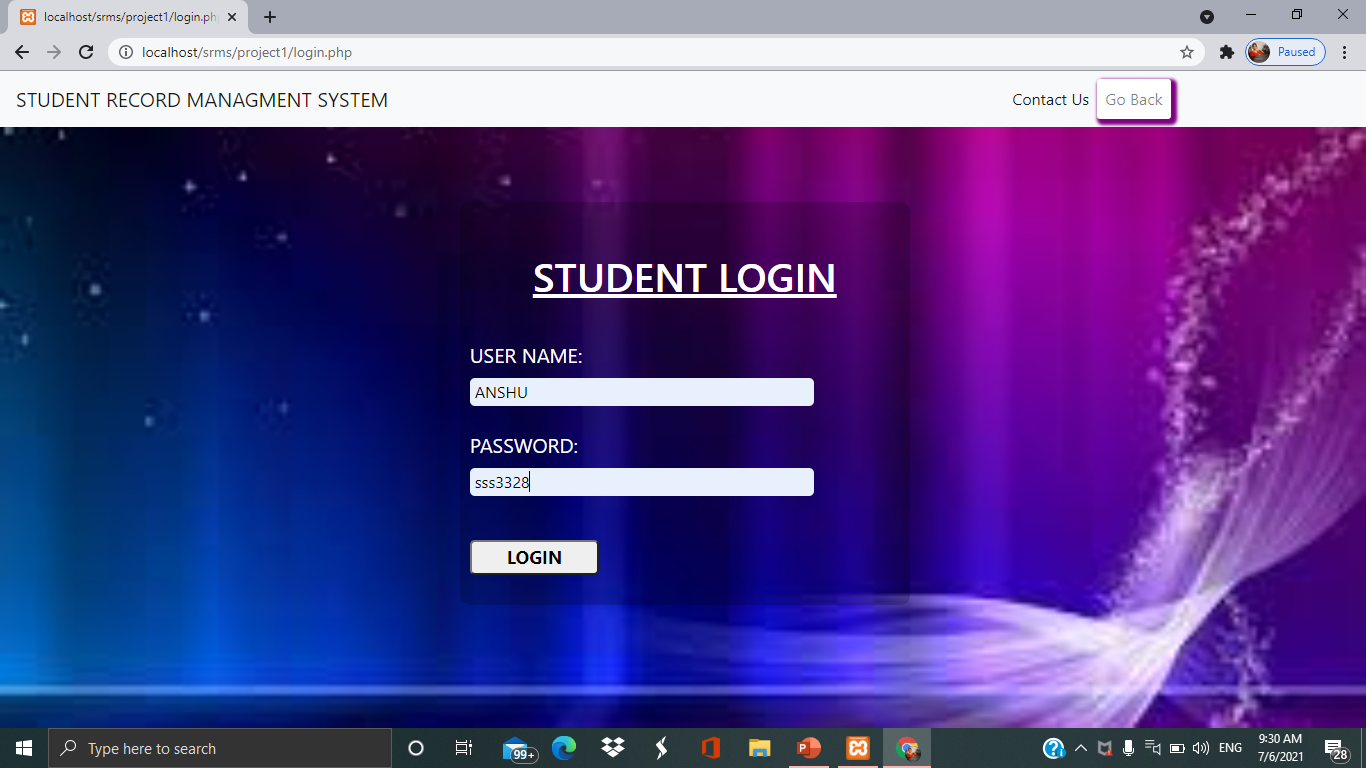 localhost/srms/project1/login.ph
localhost/srms/project1/login.php
Paused
STUDENT RECORD MANAGMENT SYSTEM
Contact Us
Go Back
STUDENT LOGIN
USER NAME:
ANSHU
PASSWORD:
sss3328
LOGIN
Type here to search
99+
ENG
9:30 AM
7/6/2021
28